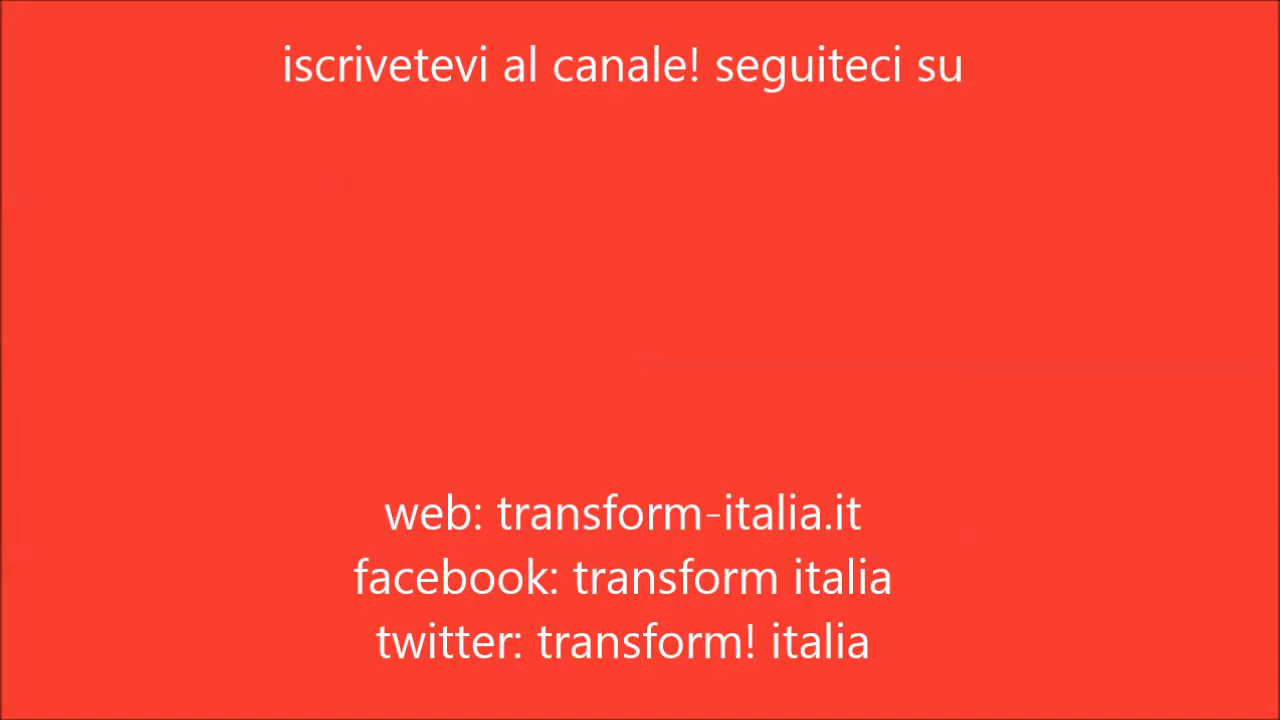 iscrivetevi al canale! seguiteci su
web: transform-italia.it
facebook: transform italia
twitter: transform! italia